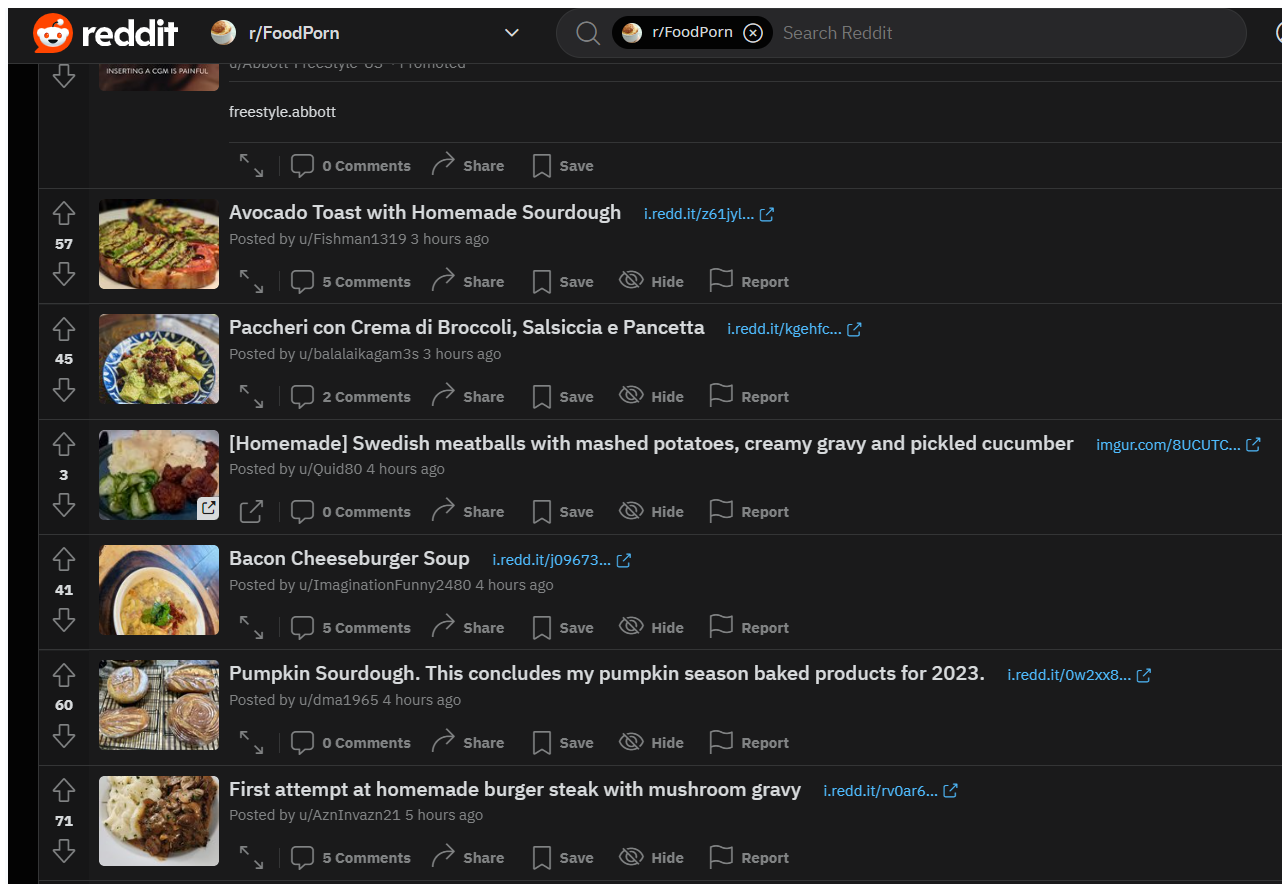 reddit r/FoodPorn r/FoodPorn Search Reddit
INSERTING A CGM IS PAINFUL
u/Abbott-FreeStyle-US • Promoted
freestyle.abbott
0 Comments Share Save
57
Avocado Toast with Homemade Sourdough i.redd.it/z61jyl...
Posted by u/Fishman1319 3 hours ago
5 Comments Share Save Hide Report
45
Paccheri con Crema di Broccoli, Salsiccia e Pancetta i.redd.it/kgehfc...
Posted by u/balalaikagam3s 3 hours ago
2 Comments Share Save Hide Report
3
[Homemade] Swedish meatballs with mashed potatoes, creamy gravy and pickled cucumber imgur.com/8UCUTC...
Posted by u/Quid80 4 hours ago
0 Comments Share Save Hide Report
41
Bacon Cheeseburger Soup i.redd.it/j09673...
Posted by u/ImaginationFunny2480 4 hours ago
5 Comments Share Save Hide Report
60
Pumpkin Sourdough. This concludes my pumpkin season baked products for 2023. i.redd.it/0w2xx8...
Posted by u/dma1965 4 hours ago
0 Comments Share Save Hide Report
71
First attempt at homemade burger steak with mushroom gravy i.redd.it/rv0ar6...
Posted by u/AznInvazn21 5 hours ago
5 Comments Share Save Hide Report